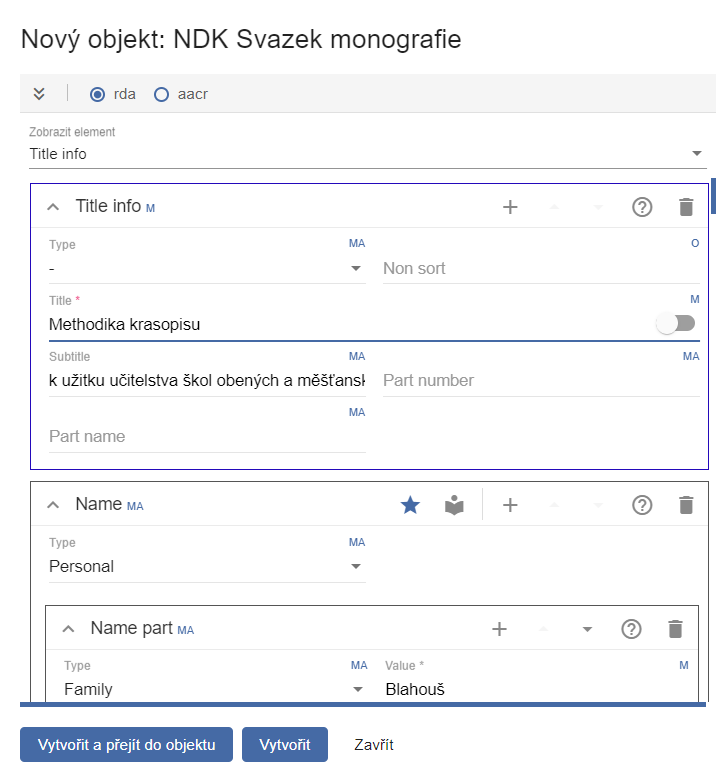 Nový objekt: NDK Svazek monografie
rda aacr
Zobrazit element
Title info
Title info M
Type MA O
- Non sort
Title * M
Methodika krasopisu
Subtitle MA MA
k užitku učitelstva škol obených a měšťansk Part number
MA
Part name
Name MA
Type MA
Personal
Name part MA
Type MA Value * M
Family Blahouš
Vytvořit a přejít do objektu Vytvořit Zavřít